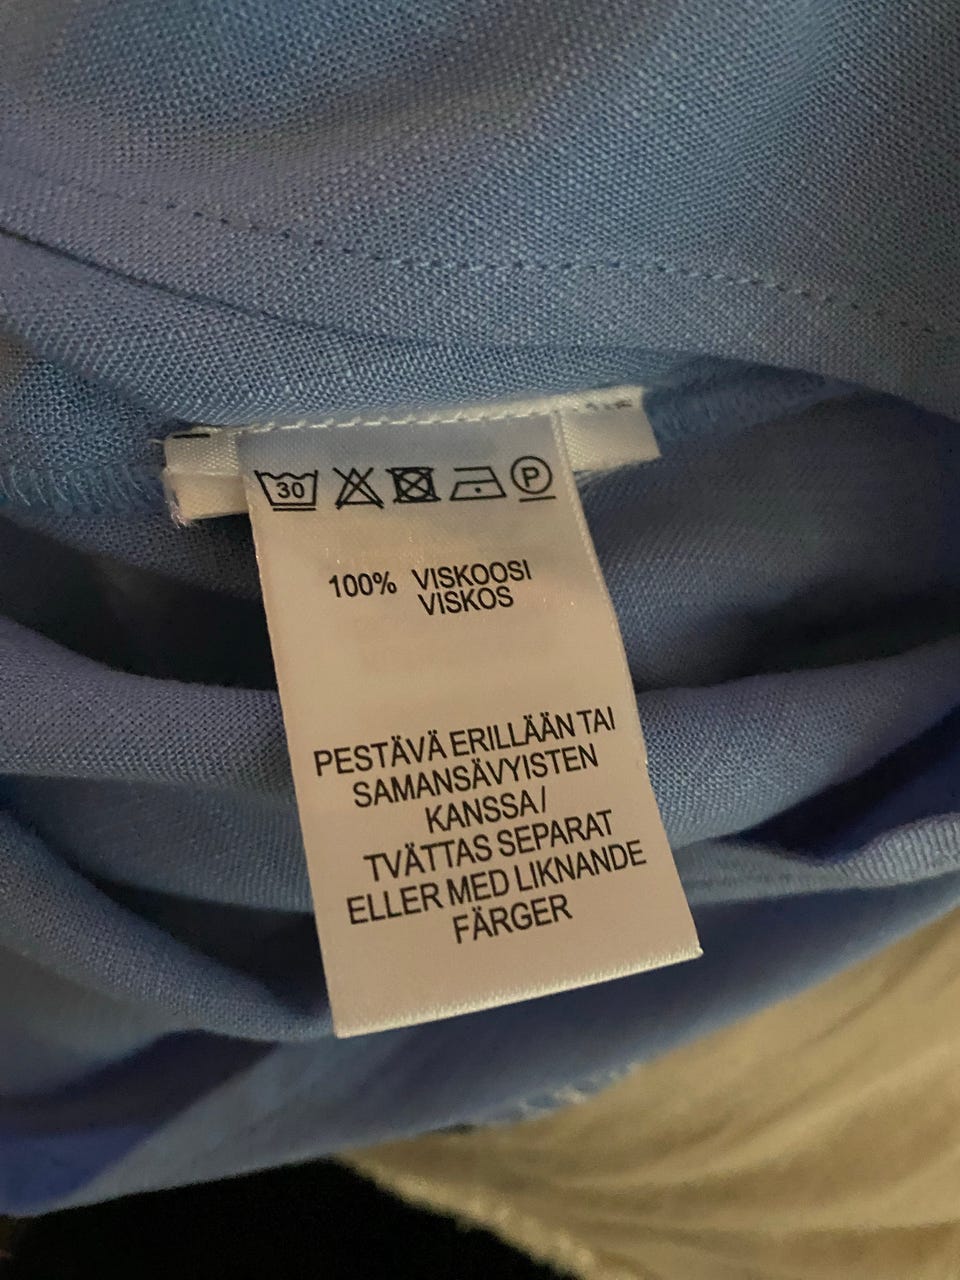 30 P
100% VISKOOSI
VISKOS
PESTÄVÄ ERILLÄÄN TAI
SAMANSÄVYISTEN
KANSSA/
TVÄTTAS SEPARAT
ELLER MED LIKNANDE
FÄRGER